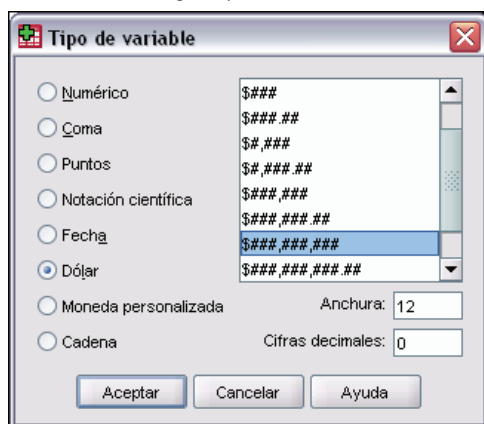 Tipo de variable
Numérico
Coma
Puntos
Notación científica
Fecha
Dólar
Moneda personalizada
Cadena
$###
$###.##
$#,###
$#,###.##
$###,###
$###,###.##
$###,###,###
$###,###,###.##
Anchura: 12
Cifras decimales: 0
Aceptar Cancelar Ayuda